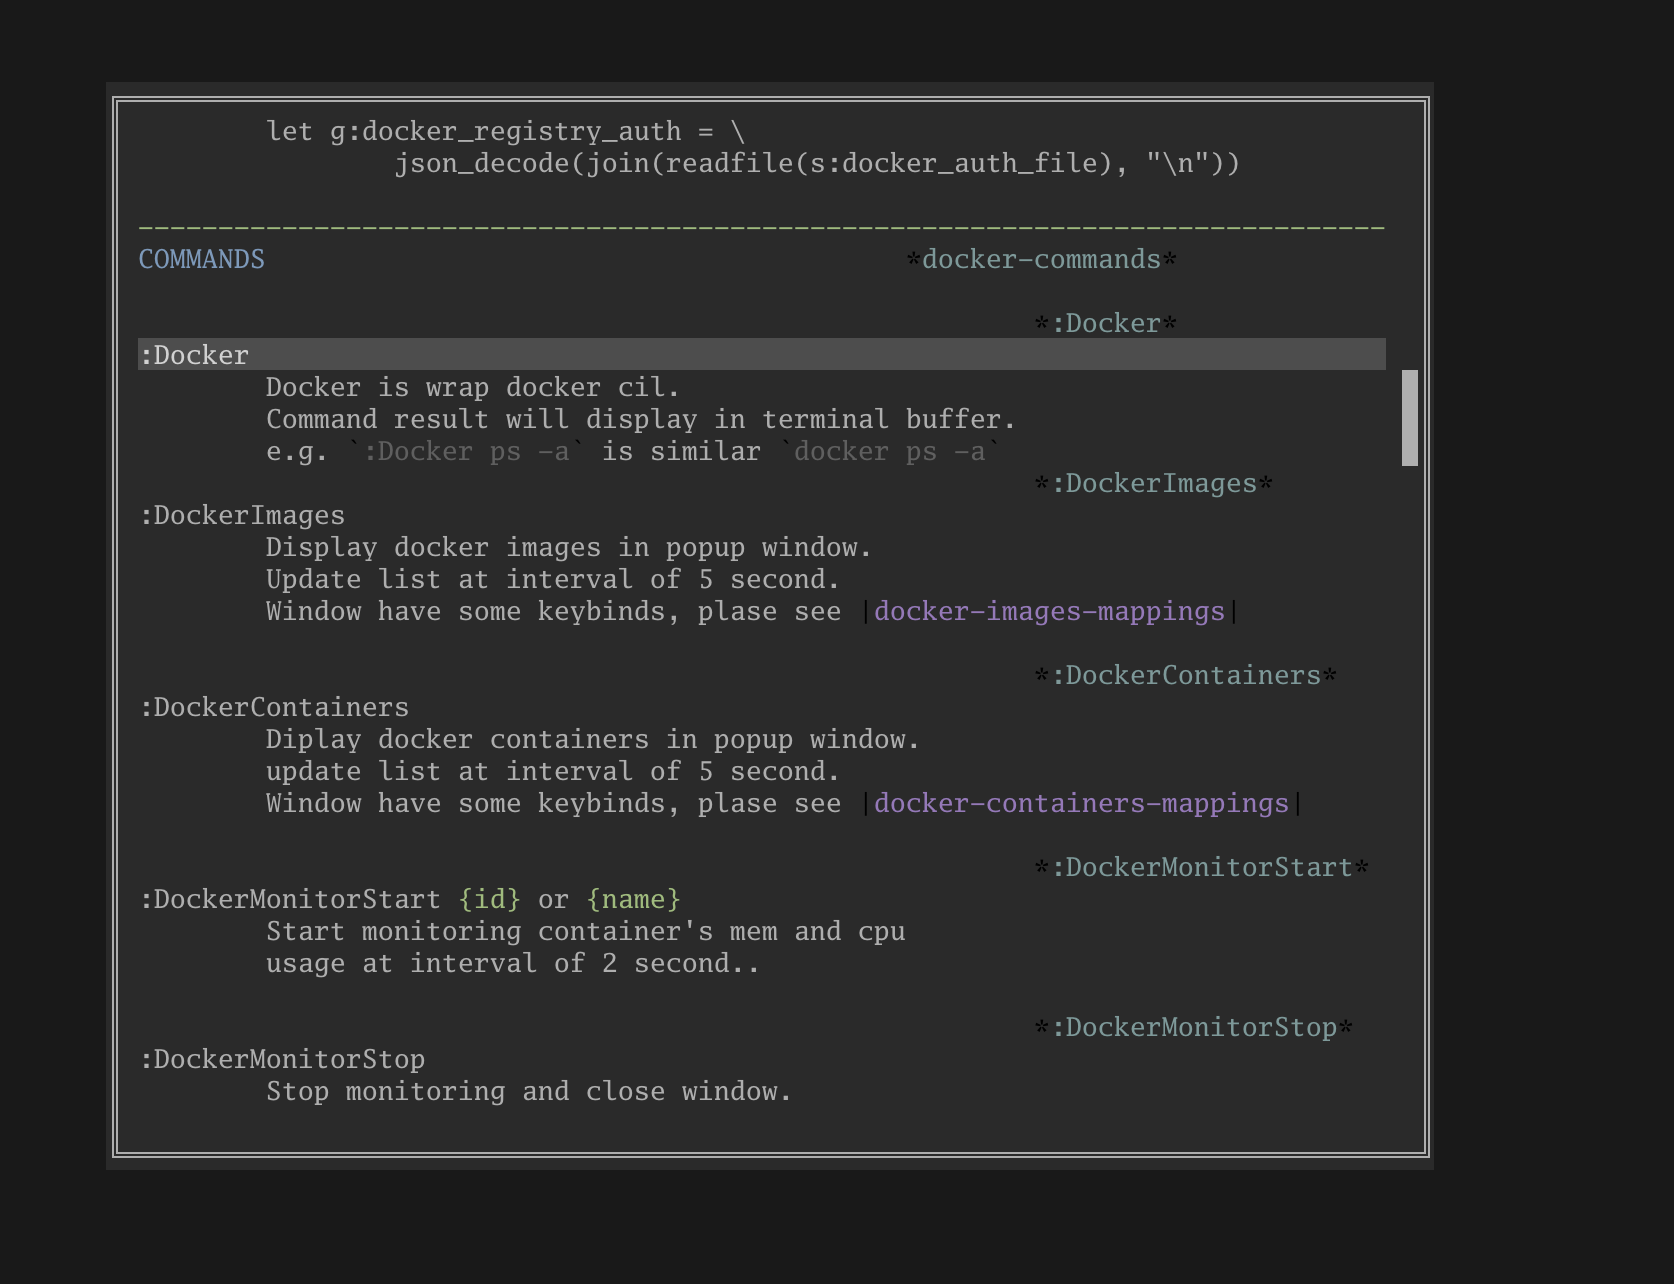 let g:docker_registry_auth = \
json_decode(join(readfile(s:docker_auth_file), "\n"))
------------------------------------------------------------------------------
COMMANDS *docker-commands*
*:Docker*
:Docker
Docker is wrap docker cil.
Command result will display in terminal buffer.
e.g. `:Docker ps -a` is similar `docker ps -a`
*:DockerImages*
:DockerImages
Display docker images in popup window.
Update list at interval of 5 second.
Window have some keybinds, plase see |docker-images-mappings|
*:DockerContainers*
:DockerContainers
Diplay docker containers in popup window.
update list at interval of 5 second.
Window have some keybinds, plase see |docker-containers-mappings|
*:DockerMonitorStart*
:DockerMonitorStart {id} or {name}
Start monitoring container's mem and cpu
usage at interval of 2 second..
*:DockerMonitorStop*
:DockerMonitorStop
Stop monitoring and close window.